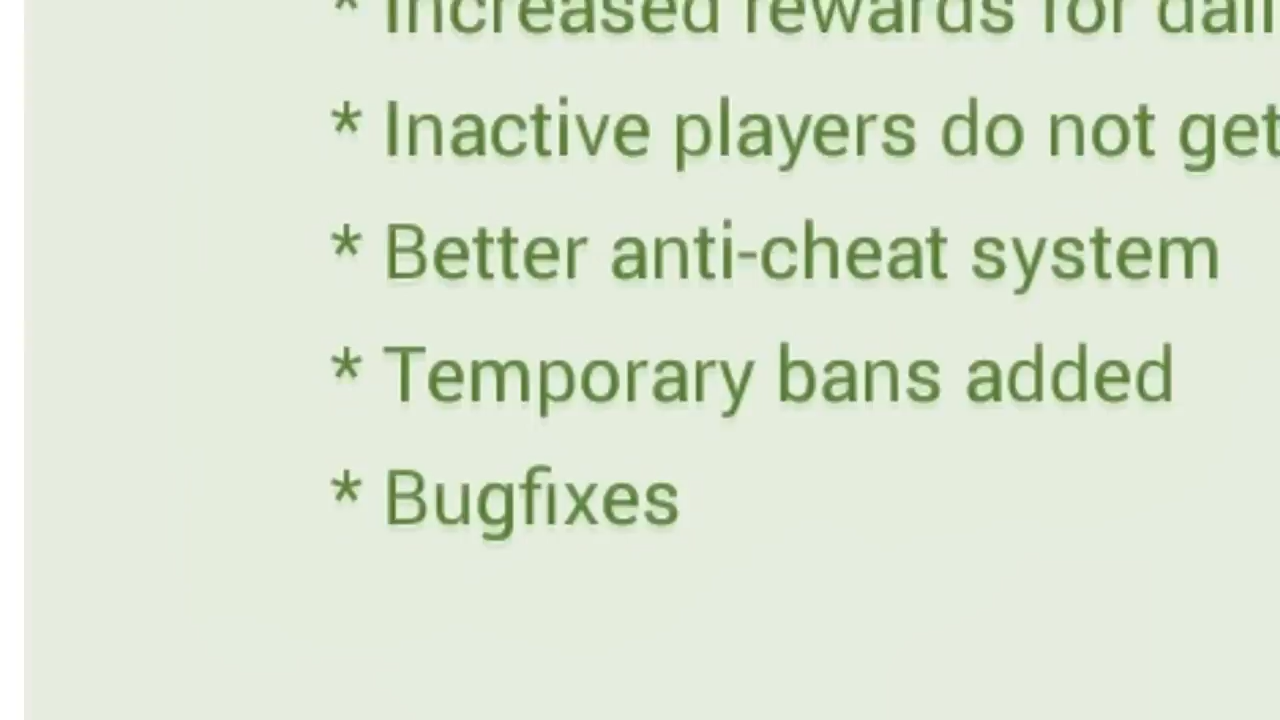 * Increased rewards for
* Inactive players do not get
* Better anti-cheat system
* Temporary bans added
* Bugfixes